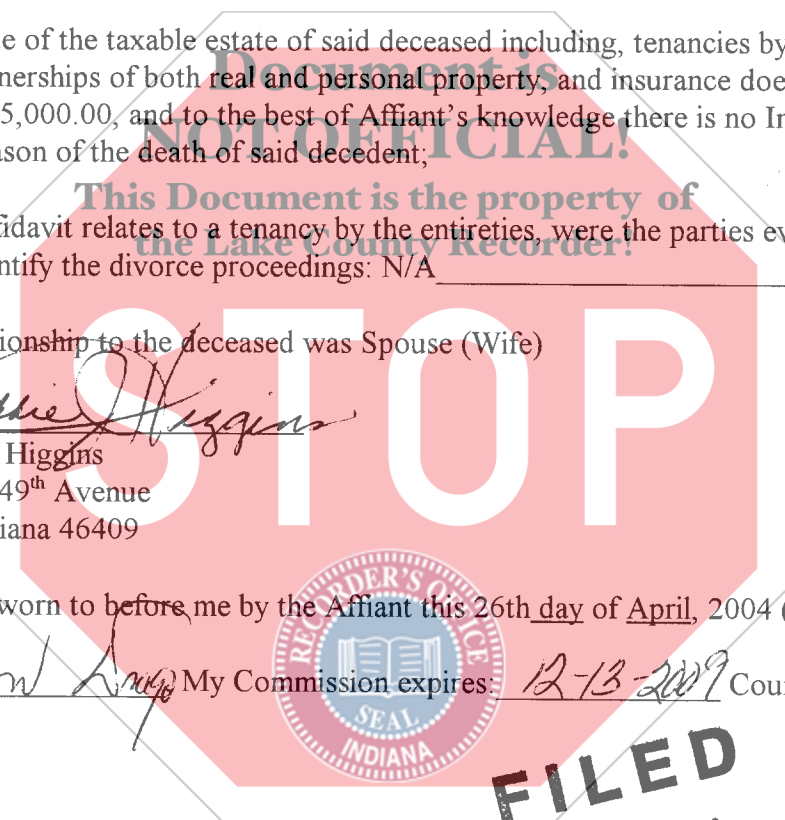 e of the taxable estate of said deceased including, tenancies by
Document is
nerships of both real and personal property, and insurance doe
5,000.00, and to the best of Affiant's knowledge there is no In
NOT OFFICIAL!
ason of the death of said decedent;
This Document is the property of
fidavit relates to a tenancy by the entireties, were the parties ev
the Lake County Recorder!
ntify the divorce proceedings: N/A
STOP
ionship to the deceased was Spouse (Wife)
Higgins
Higgins
49th Avenue
iana 46409
RECORDER'S OFFICE
worn to before me by the Affiant this 26th day of April, 2004 (
My Commission expires: 12-13-2009 Cou
SEAL
INDIANA
FILED